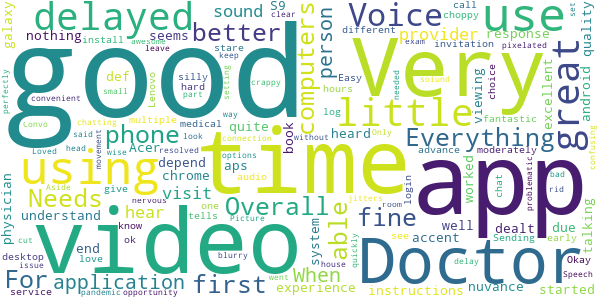 delayed
nothing
sound
S9
clear
call
choppy
use
set
galaxy
install
seems
better
Voice
provider
response
def
awesome
leave
stare
keep
person
different
invitation
pixelated
android
quality
good
Very
great
perfectly
convenient
small
Lenovo
silly
hard
part
setting
crappy
computers
little
hours
log
Easy
viewing
exam
choice
needed
sound
excellent
fantastic
Convo
chatting
multiple
way
said
phone
quite
book
without
heard
Only
Everything
confusing
Loved
head
movement
wise
Acer
resolved
medical
look
connection
options
advance
moderately
using
time
app
physician
depend
chrome
aps
audio
able
jitters
worked
login
chat
problematic
bad
rid
Aside
give
Needs
visit
nervous
one
Overall
fine
accent
well
dealt
Sending
due
early
talking
understand
hear
tells
Picture
system
room
see
Okay
Speech
video
Doctor
cut
end
love
know
ok
blurry
house
quickly
delay
desktop
issue
For
application
first
went
When
experience
instructions
nuvance
started
service
pandemic
opportunity